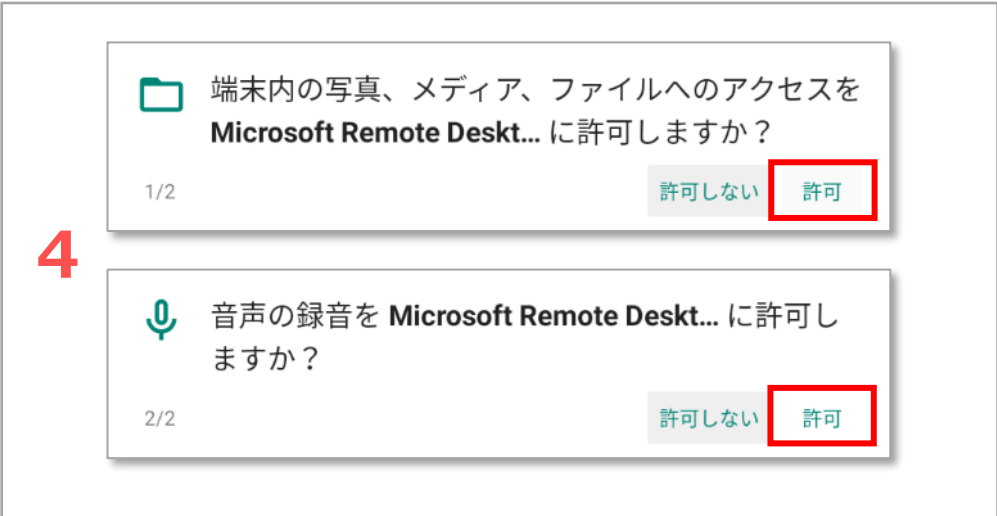 端末内の写真、メディア、ファイルへのアクセスを
Microsoft Remote Deskt... に許可しますか？
1/2
許可しない
許可
4
音声の録音を Microsoft Remote Deskt... に許可し
ますか？
2/2
許可しない
許可